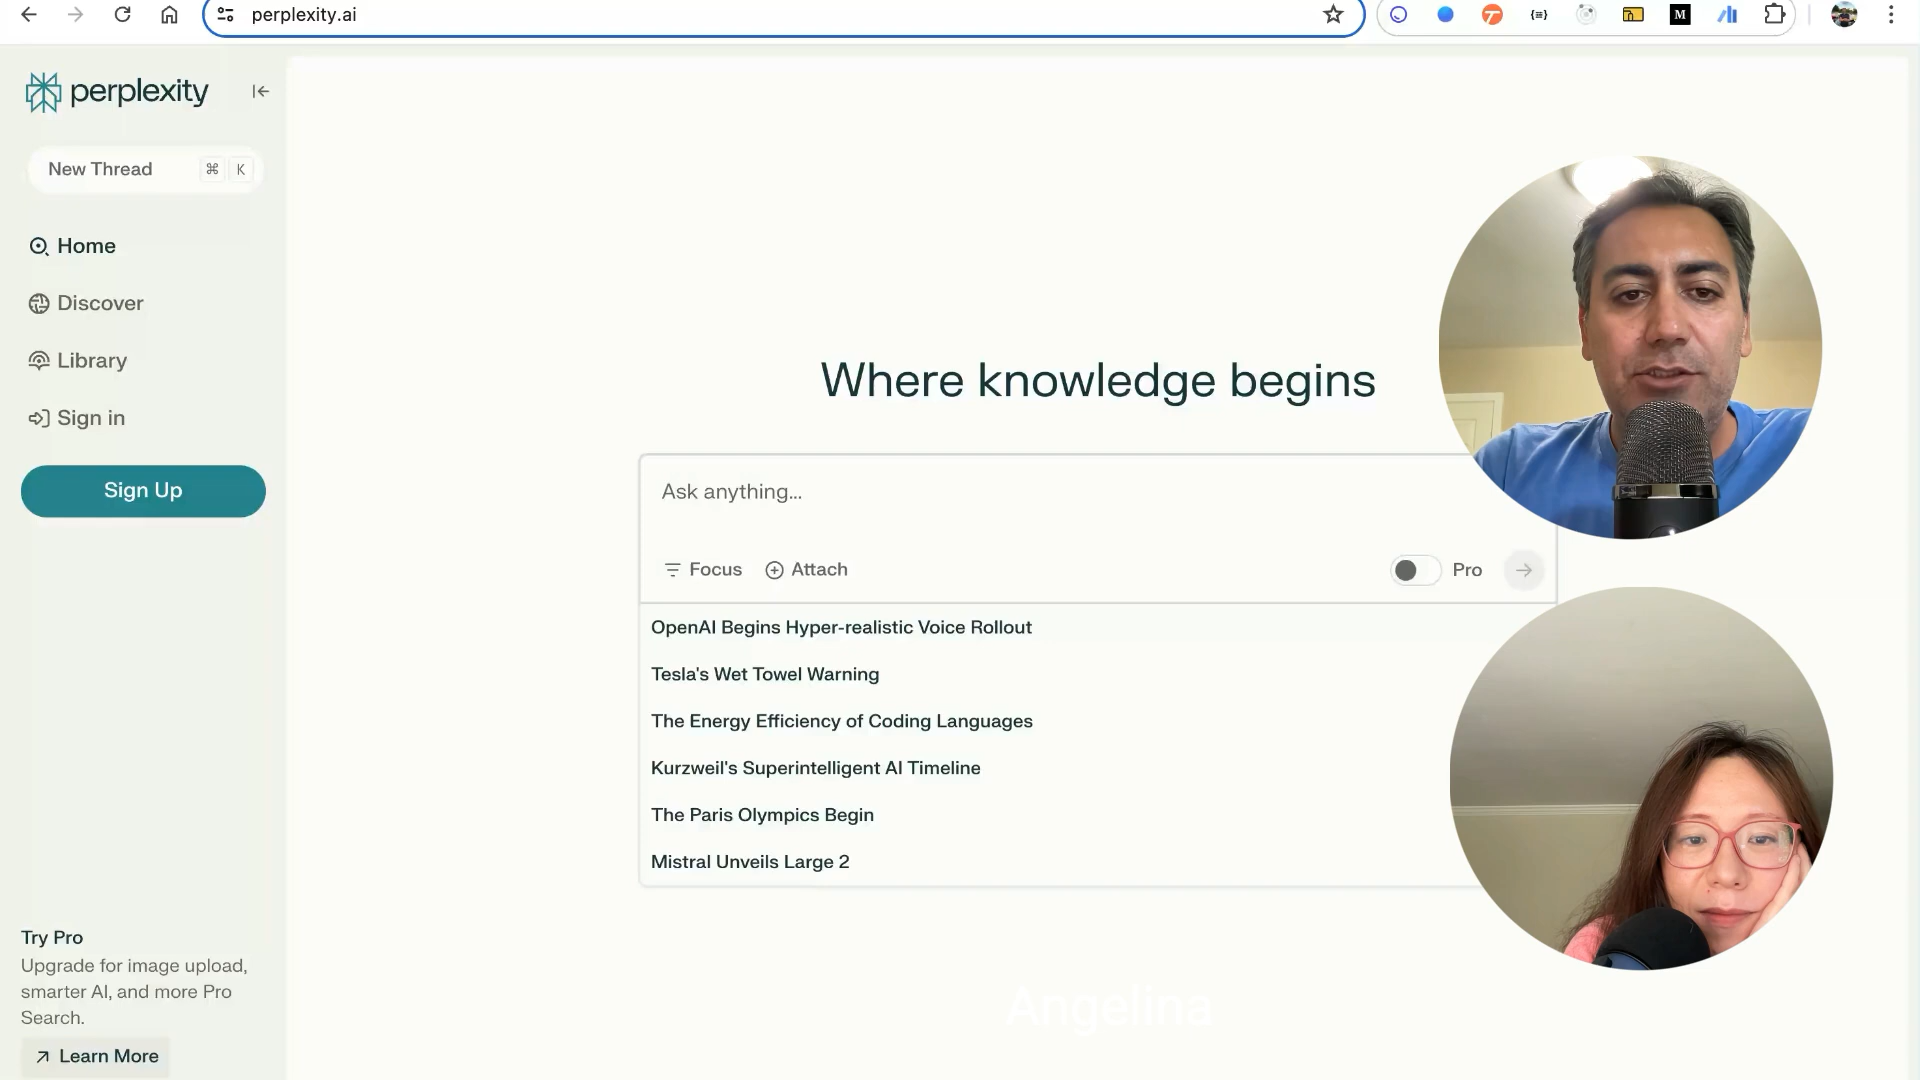 perplexity.ai
M
perplexity
New Thread ⌘ K
Home
Discover
Library
Sign in
Sign Up
Where knowledge begins
Ask anything...
Focus Attach Pro
OpenAI Begins Hyper-realistic Voice Rollout
Tesla's Wet Towel Warning
The Energy Efficiency of Coding Languages
Kurzweil's Superintelligent AI Timeline
The Paris Olympics Begin
Mistral Unveils Large 2
Try Pro
Upgrade for image upload,
smarter AI, and more Pro
Search.
Learn More
Angelina